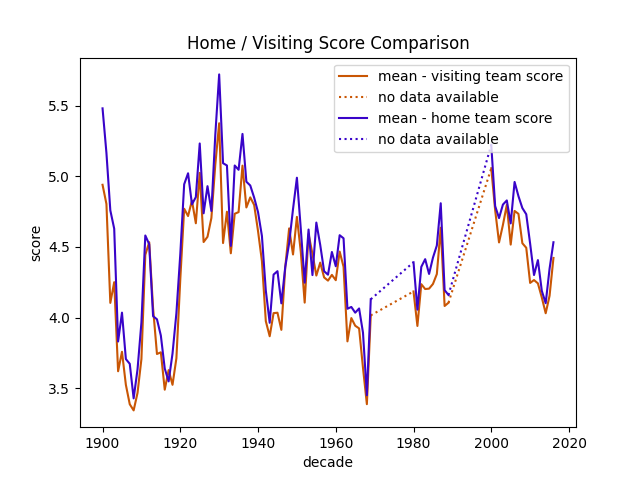 Home / Visiting Score Comparison
mean - visiting team score
no data available
mean - home team score
no data available
score
5.5
5.0
4.5
4.0
3.5
1900 1920 1940 1960 1980 2000 2020
decade